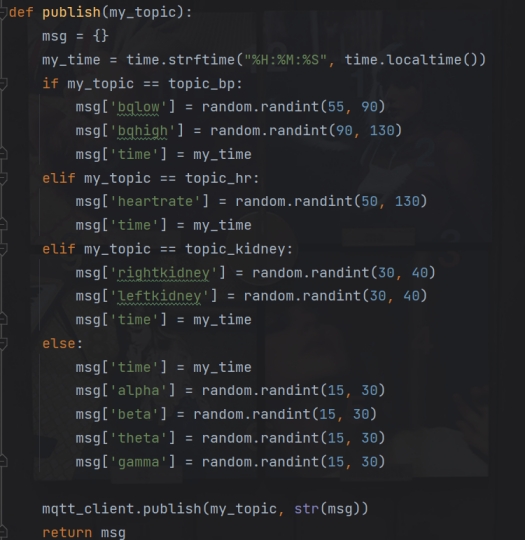 def publish(my_topic):
    msg = {}
    my_time = time.strftime("%H:%M:%S", time.localtime())
    if my_topic == topic_bp:
        msg['bqlow'] = random.randint(55, 90)
        msg['bqhigh'] = random.randint(90, 130)
        msg['time'] = my_time
    elif my_topic == topic_hr:
        msg['heartrate'] = random.randint(50, 130)
        msg['time'] = my_time
    elif my_topic == topic_kidney:
        msg['rightkidney'] = random.randint(30, 40)
        msg['leftkidney'] = random.randint(30, 40)
        msg['time'] = my_time
    else:
        msg['time'] = my_time
        msg['alpha'] = random.randint(15, 30)
        msg['beta'] = random.randint(15, 30)
        msg['theta'] = random.randint(15, 30)
        msg['gamma'] = random.randint(15, 30)
    mqtt_client.publish(my_topic, str(msg))
    return msg